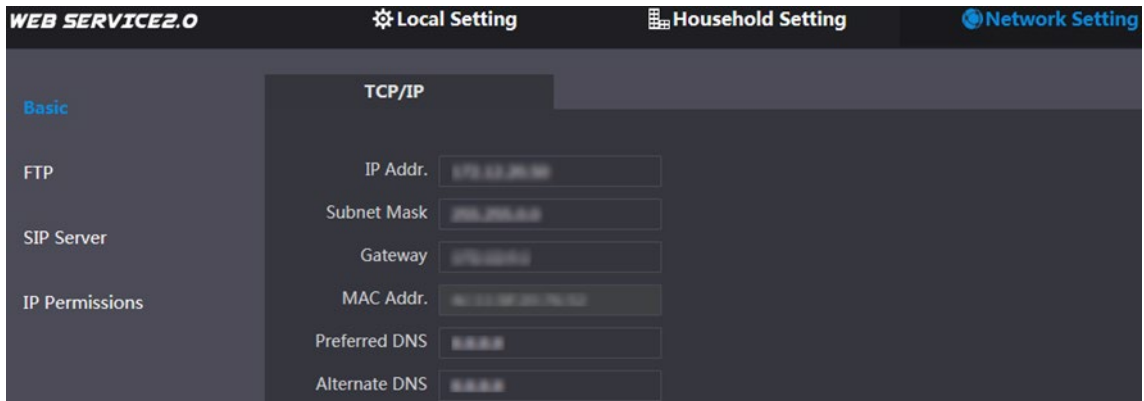 WEB SERVICE2.0 Local Setting Household Setting Network Setting
TCP/IP
Basic
IP Addr.
FTP
Subnet Mask
SIP Server
Gateway
IP Permissions
MAC Addr.
Preferred DNS
Alternate DNS